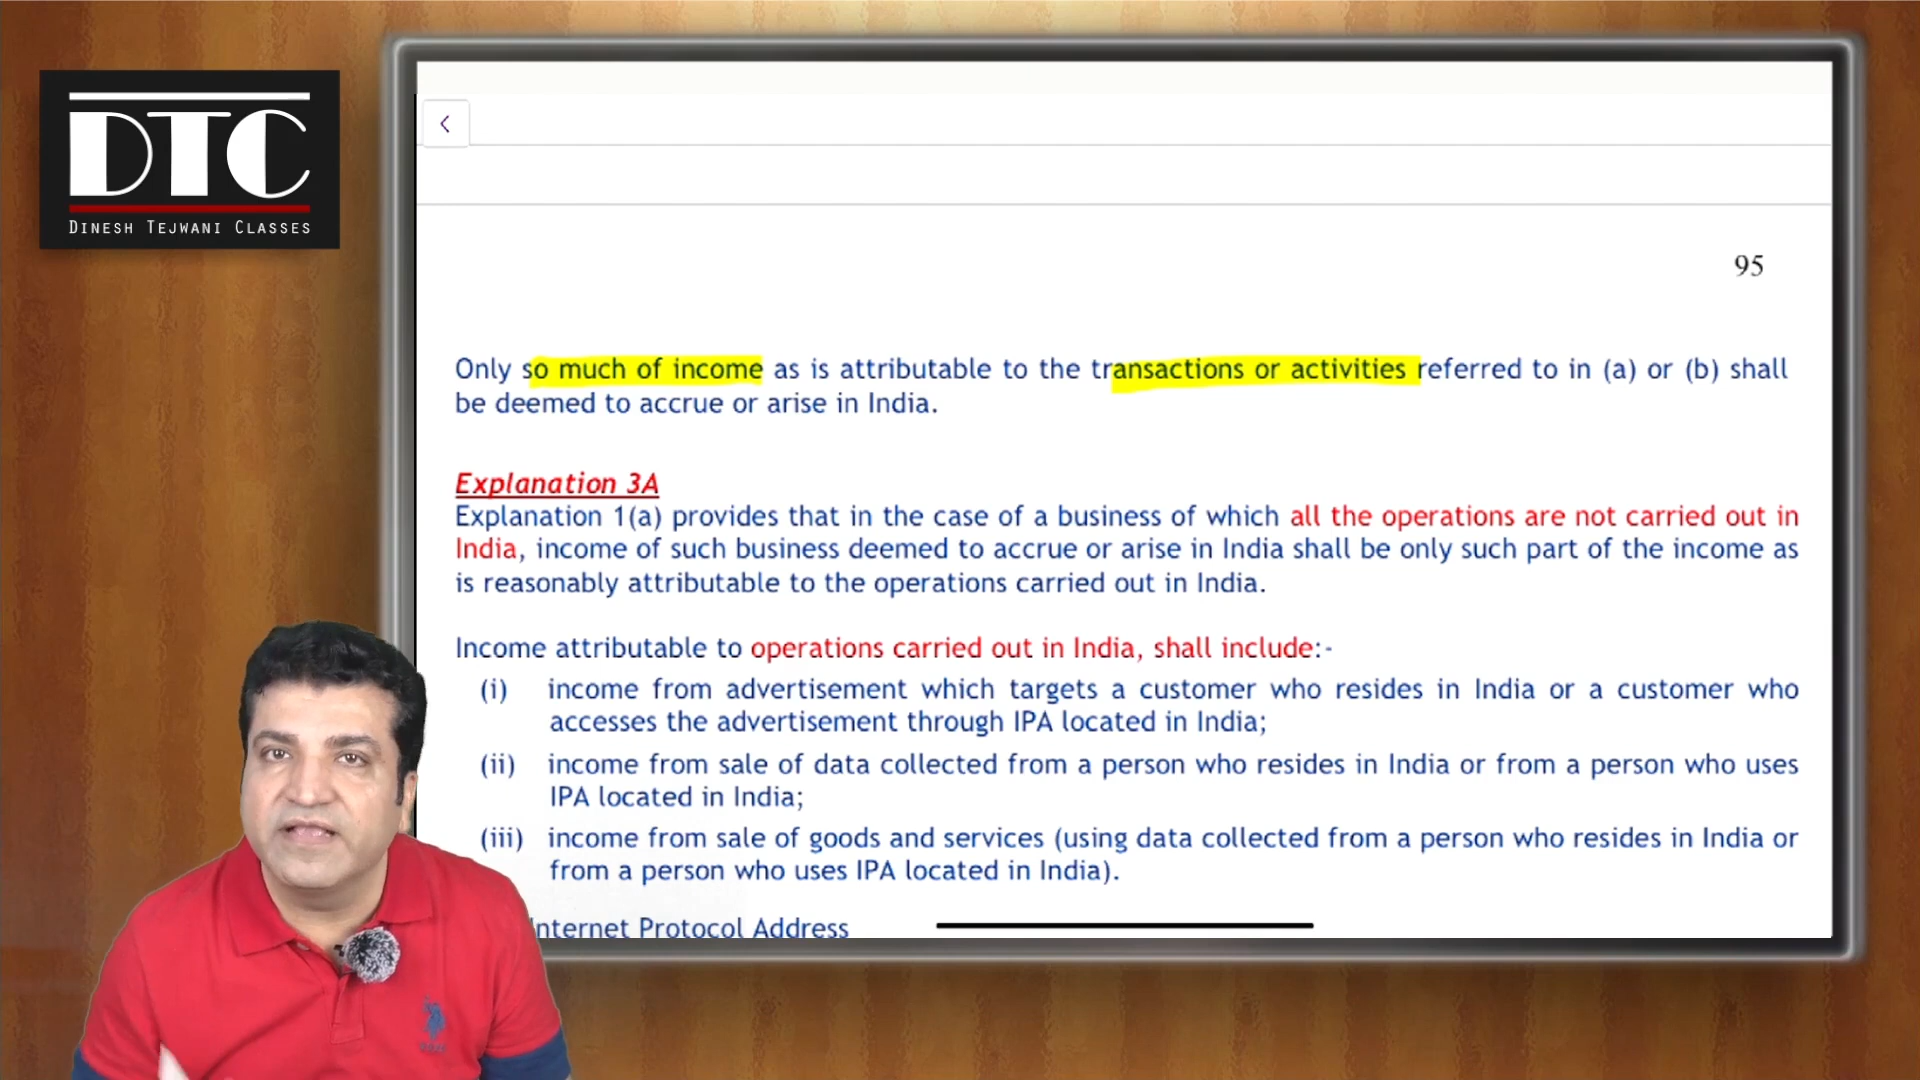 DTC
DINESH TEJWANI CLASSES
95
Only so much of income as is attributable to the transactions or activities referred to in (a) or (b) shall
be deemed to accrue or arise in India.
Explanation 3A
Explanation 1(a) provides that in the case of a business of which all the operations are not carried out in
India, income of such business deemed to accrue or arise in India shall be only such part of the income as
is reasonably attributable to the operations carried out in India.
Income attributable to operations carried out in India, shall include:-
(i) income from advertisement which targets a customer who resides in India or a customer who
accesses the advertisement through IPA located in India;
(ii) income from sale of data collected from a person who resides in India or from a person who uses
IPA located in India;
(iii) income from sale of goods and services (using data collected from a person who resides in India or
from a person who uses IPA located in India).
Internet Protocol Address